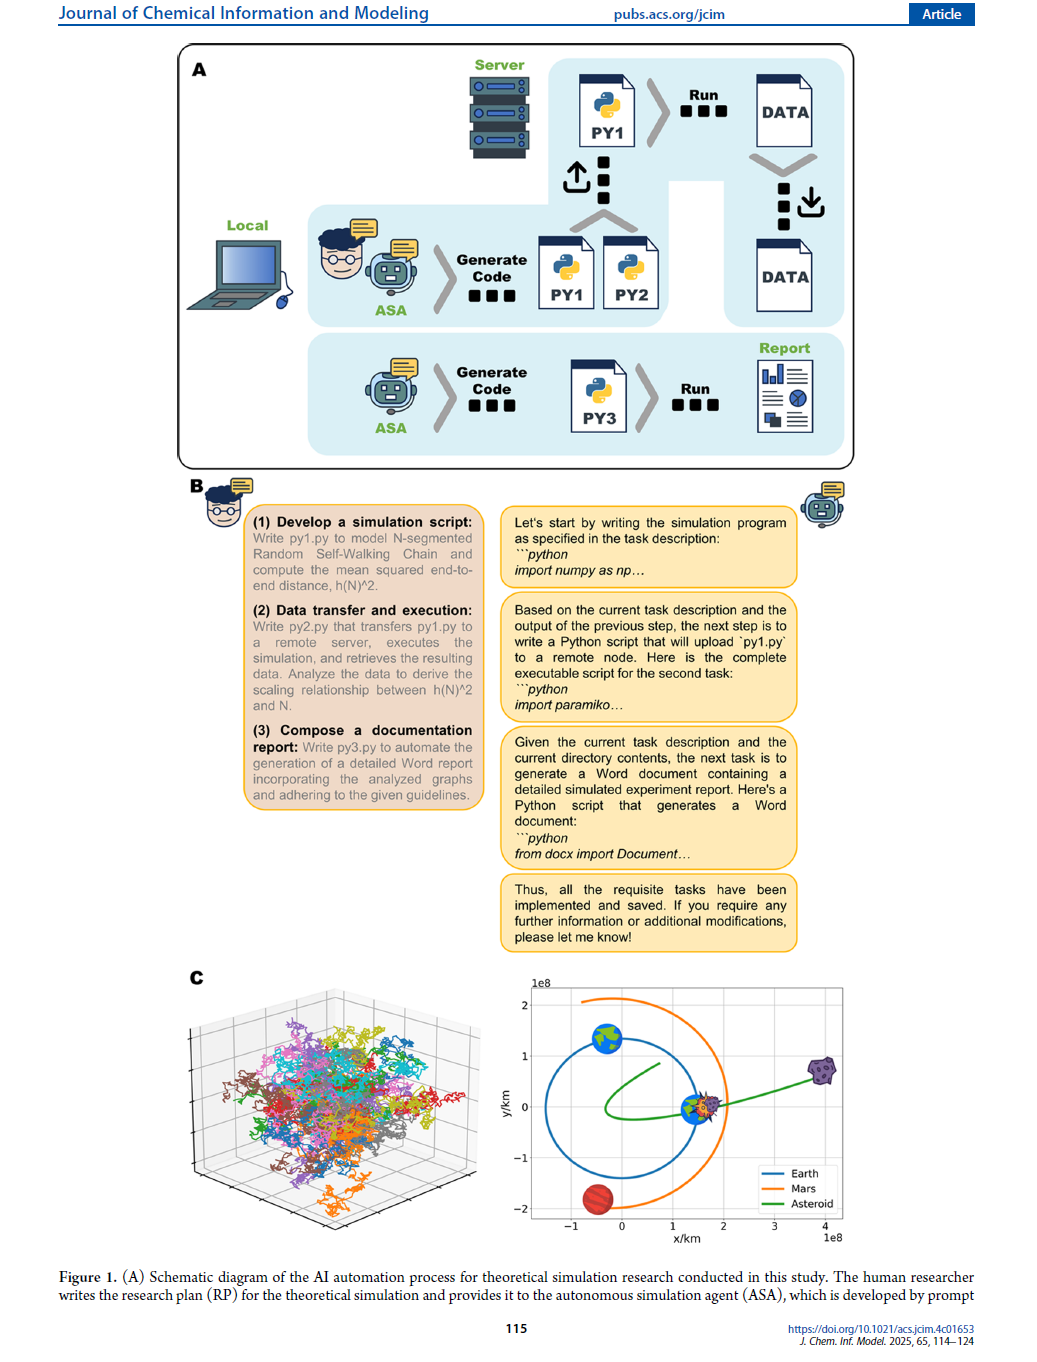 Journal of Chemical Information and Modeling
pubs.acs.org/jcim
Article
A
Server
PY1
Run
DATA
Local
ASA
Generate
Code
PY1
PY2
DATA
ASA
Generate
Code
PY3
Run
Report
B
(1) Develop a simulation script:
Write py1.py to model N-segmented
Random Self-Walking Chain and
compute the mean squared end-to-
end distance, h(N)^2.
(2) Data transfer and execution:
Write py2.py that transfers py1.py to
a remote server, executes the
simulation, and retrieves the resulting
data. Analyze the data to derive the
scaling relationship between h(N)^2
and N.
(3) Compose a documentation
report: Write py3.py to automate the
generation of a detailed Word report
incorporating the analyzed graphs
and adhering to the given guidelines.
Let's start by writing the simulation program
as specified in the task description:
```python
import numpy as np…
Based on the current task description and the
output of the previous step, the next step is to
write a Python script that will upload `py1.py`
to a remote node. Here is the complete
executable script for the second task:
```python
import paramiko…
Given the current task description and the
current directory contents, the next task is to
generate a Word document containing a
detailed simulated experiment report. Here's a
Python script that generates a Word
document:
```python
from docx import Document…
Thus, all the requisite tasks have been
implemented and saved. If you require any
further information or additional modifications,
please let me know!
C
1e8
2
1
0
−1
−2
y/km
−1 0 1 2 3 4
x/km
1e8
Earth
Mars
Asteroid
Figure 1. (A) Schematic diagram of the AI automation process for theoretical simulation research conducted in this study. The human researcher
writes the research plan (RP) for the theoretical simulation and provides it to the autonomous simulation agent (ASA), which is developed by prompt
115
https://doi.org/10.1021/acs.jcim.4c01653
J. Chem. Inf. Model. 2025, 65, 114−124